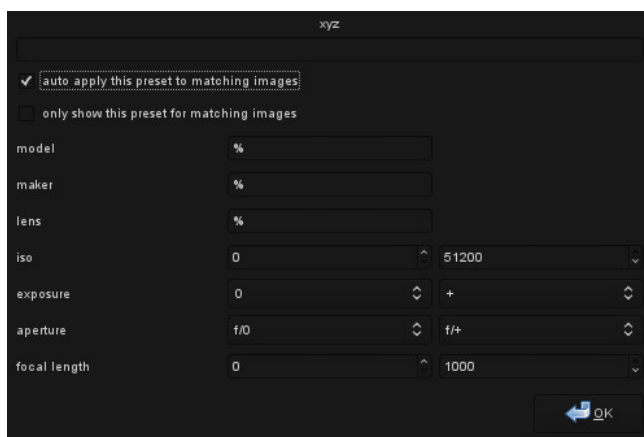 xyz
auto apply this preset to matching images
only show this preset for matching images
model %
maker %
lens %
iso 0 51200
exposure 0 +
aperture f/0 f/+
focal length 0 1000
OK